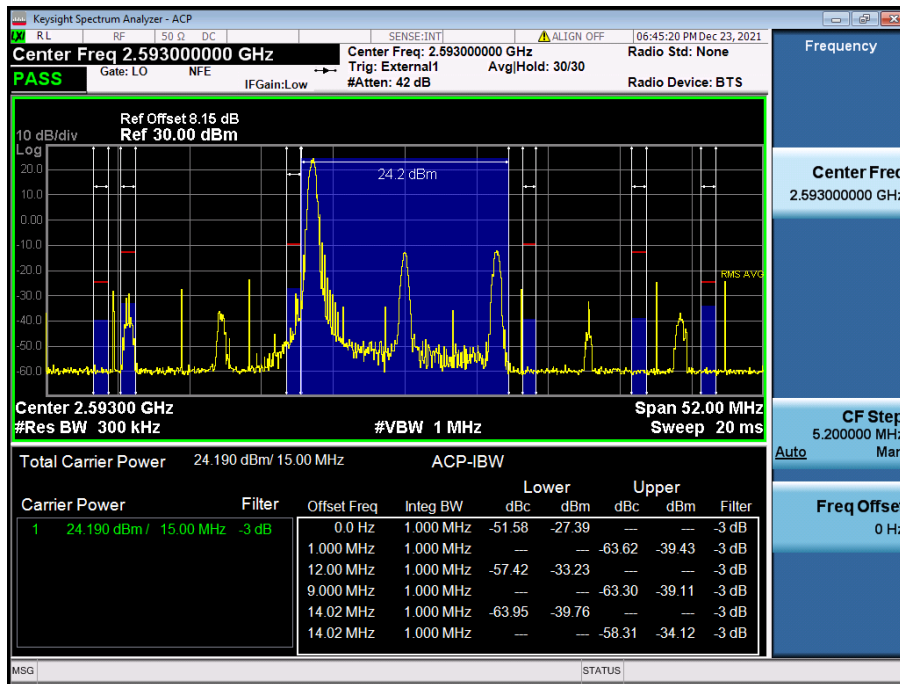 Keysight Spectrum Analyzer - ACP
LXI RL RF 50 Ω DC SENSE:INT ALIGN OFF 06:45:20 PM Dec 23, 2021
Center Freq 2.593000000 GHz
Center Freq: 2.593000000 GHz
Radio Std: None
Frequency
PASS
Gate: LO NFE
IFGain:Low
Trig: External1 Avg|Hold: 30/30
#Atten: 42 dB
Radio Device: BTS
Ref Offset 8.15 dB
10 dB/div Ref 30.00 dBm
Log
20.0
10.0
0.00
-10.0
-20.0
-30.0
-40.0
-50.0
-60.0
24.2 dBm
RMS AVG
Center 2.59300 GHz
Span 52.00 MHz
#Res BW 300 kHz
#VBW 1 MHz
Sweep 20 ms
Total Carrier Power 24.190 dBm/ 15.00 MHz
ACP-IBW
Carrier Power Filter
1 24.190 dBm / 15.00 MHz -3 dB
Lower Upper
Offset Freq Integ BW dBc dBm dBc dBm Filter
0.0 Hz 1.000 MHz -51.58 -27.39 --- --- -3 dB
1.000 MHz 1.000 MHz --- --- -63.62 -39.43 -3 dB
12.00 MHz 1.000 MHz -57.42 -33.23 --- --- -3 dB
9.000 MHz 1.000 MHz --- --- -63.30 -39.11 -3 dB
14.02 MHz 1.000 MHz -63.95 -39.76 --- --- -3 dB
14.02 MHz 1.000 MHz --- --- -58.31 -34.12 -3 dB
Center Freq
2.593000000 GHz
CF Step
5.200000 MHz
Auto Man
Freq Offset
0 Hz
MSG STATUS